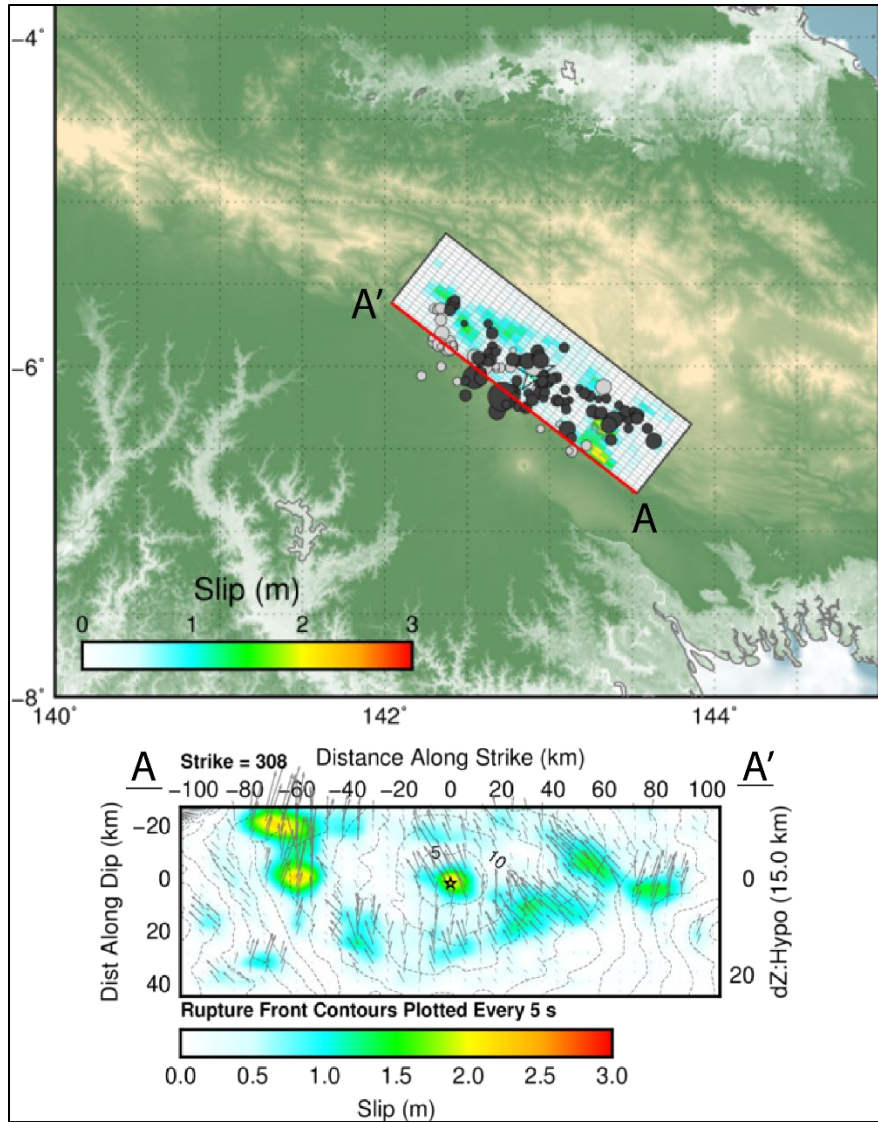 −4°
−6°
−8°
140°
142°
144°
A′
A
Slip (m)
0 1 2 3
A
Strike = 308
Distance Along Strike (km)
A′
−100 −80 −60 −40 −20 0 20 40 60 80 100
Dist Along Dip (km)
−20
0
20
40
5
10
0
20
dZ:Hypo (15.0 km)
Rupture Front Contours Plotted Every 5 s
0.0 0.5 1.0 1.5 2.0 2.5 3.0
Slip (m)